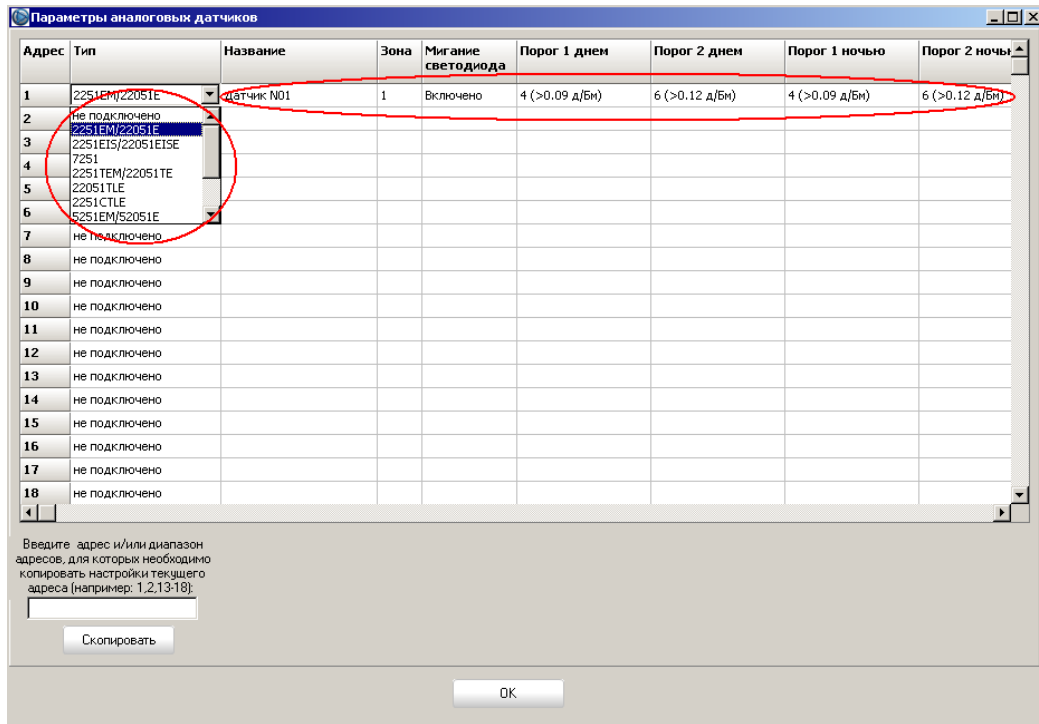 Параметры аналоговых датчиков
Адрес Тип Название Зона Мигание светодиода Порог 1 днем Порог 2 днем Порог 1 ночью Порог 2 ночью
1 2251EM/22051E Датчик N01 1 Включено 4 (>0.09 д/Бм) 6 (>0.12 д/Бм) 4 (>0.09 д/Бм) 6 (>0.12 д/Бм)
2 не подключено
2251EM/22051E
3 2251EIS/22051EISE
7251
4 2251TEM/22051TE
5 22051TLE
2251CTLE
6 5251EM/52051E
7 не подключено
8 не подключено
9 не подключено
10 не подключено
11 не подключено
12 не подключено
13 не подключено
14 не подключено
15 не подключено
16 не подключено
17 не подключено
18 не подключено
Введите адрес и/или диапазон
адресов, для которых необходимо
копировать настройки текущего
адреса (например: 1,2,13-18):
Скопировать
OK